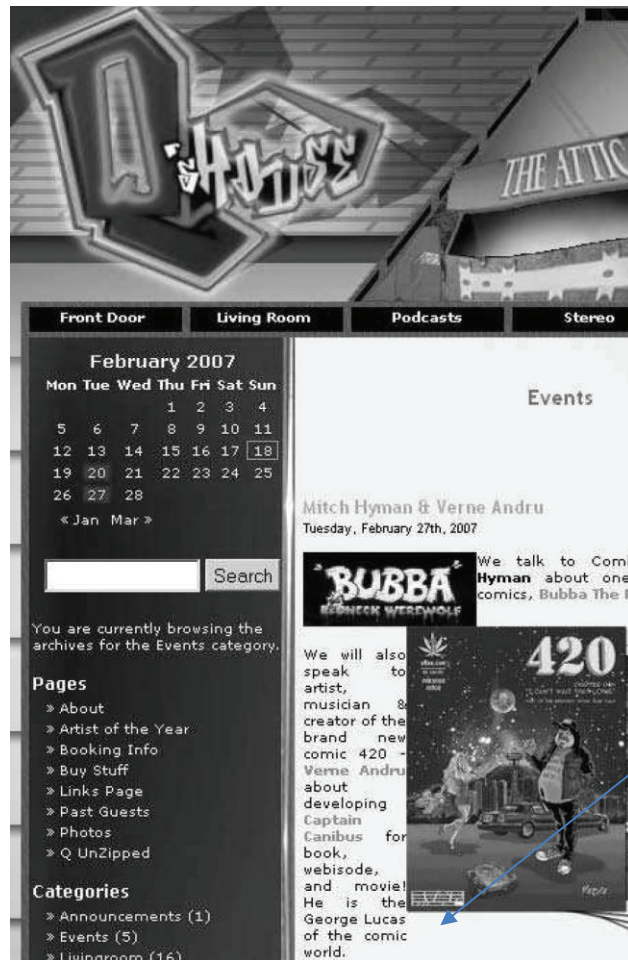 Q's HOUSE
THE ATTIC
Front Door
Living Room
Podcasts
Stereo
February 2007
Mon Tue Wed Thu Fri Sat Sun
1 2 3 4
5 6 7 8 9 10 11
12 13 14 15 16 17 18
19 20 21 22 23 24 25
26 27 28
« Jan Mar »
Search
You are currently browsing the
archives for the Events category.
Pages
» About
» Artist of the Year
» Booking Info
» Buy Stuff
» Links Page
» Past Guests
» Photos
» Q UnZipped
Categories
» Announcements (1)
» Events (5)
» Livingroom (16)
Events
Mitch Hyman & Verne Andru
Tuesday, February 27th, 2007
BUBBA
REDNECK WEREWOLF
We talk to Comi
Hyman about one
comics, Bubba The
We will also
speak to
artist,
musician &
creator of the
brand new
comic 420 -
Verne Andru
about
developing
Captain
Canibus for
book,
webisode,
and movie!
He is the
George Lucas
of the comic
world.
420